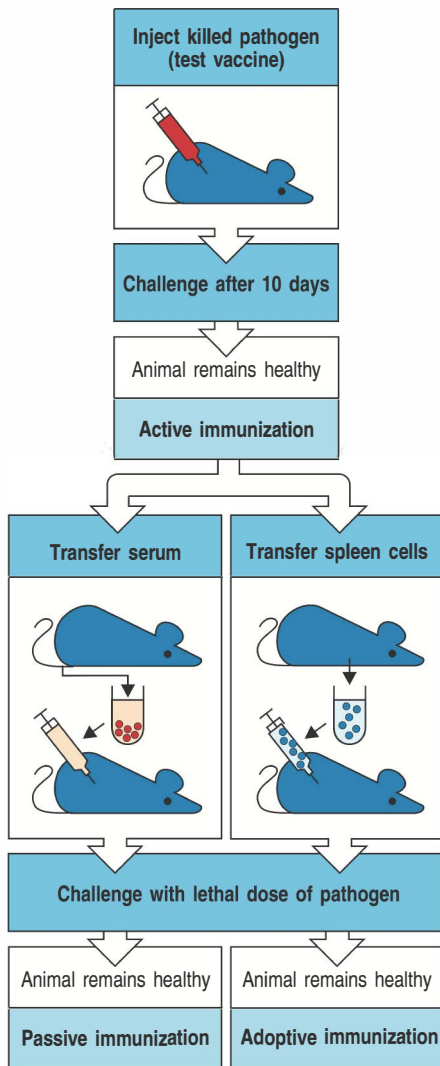 Inject killed pathogen
(test vaccine)
Challenge after 10 days
Animal remains healthy
Active immunization
Transfer serum
Transfer spleen cells
Challenge with lethal dose of pathogen
Animal remains healthy
Passive immunization
Animal remains healthy
Adoptive immunization